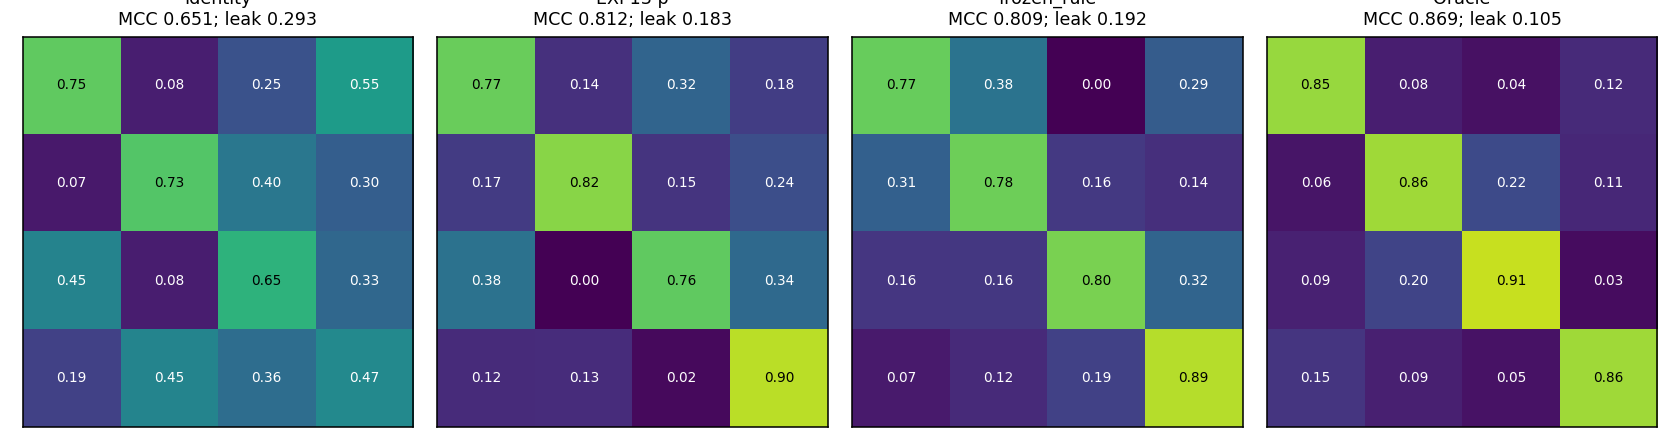 Identity
MCC 0.651; leak 0.293
MCC 0.812; leak 0.183
frozen_rule
MCC 0.809; leak 0.192
Oracle
MCC 0.869; leak 0.105
0.75 0.08 0.25 0.55
0.07 0.73 0.40 0.30
0.45 0.08 0.65 0.33
0.19 0.45 0.36 0.47
0.77 0.14 0.32 0.18
0.17 0.82 0.15 0.24
0.38 0.00 0.76 0.34
0.12 0.13 0.02 0.90
0.77 0.38 0.00 0.29
0.31 0.78 0.16 0.14
0.16 0.16 0.80 0.32
0.07 0.12 0.19 0.89
0.85 0.08 0.04 0.12
0.06 0.86 0.22 0.11
0.09 0.20 0.91 0.03
0.15 0.09 0.05 0.86